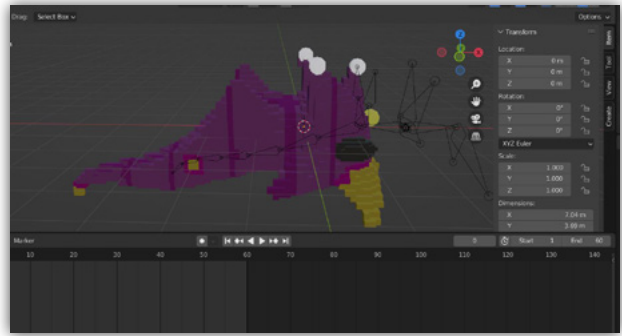 Drag: Select Box Options
Transform
Location:
X 0 m
Y 0 m
Z 0 m
Rotation:
X 0°
Y 0°
Z 0°
XYZ Euler
Scale:
X 1.000
Y 1.000
Z 1.000
Dimensions:
X 7.04 m
Y 3.89 m
Item
Tool
View
Create
Marker 0 Start 1 End 60
10 20 30 40 50 60 70 80 90 100 110 120 130 140